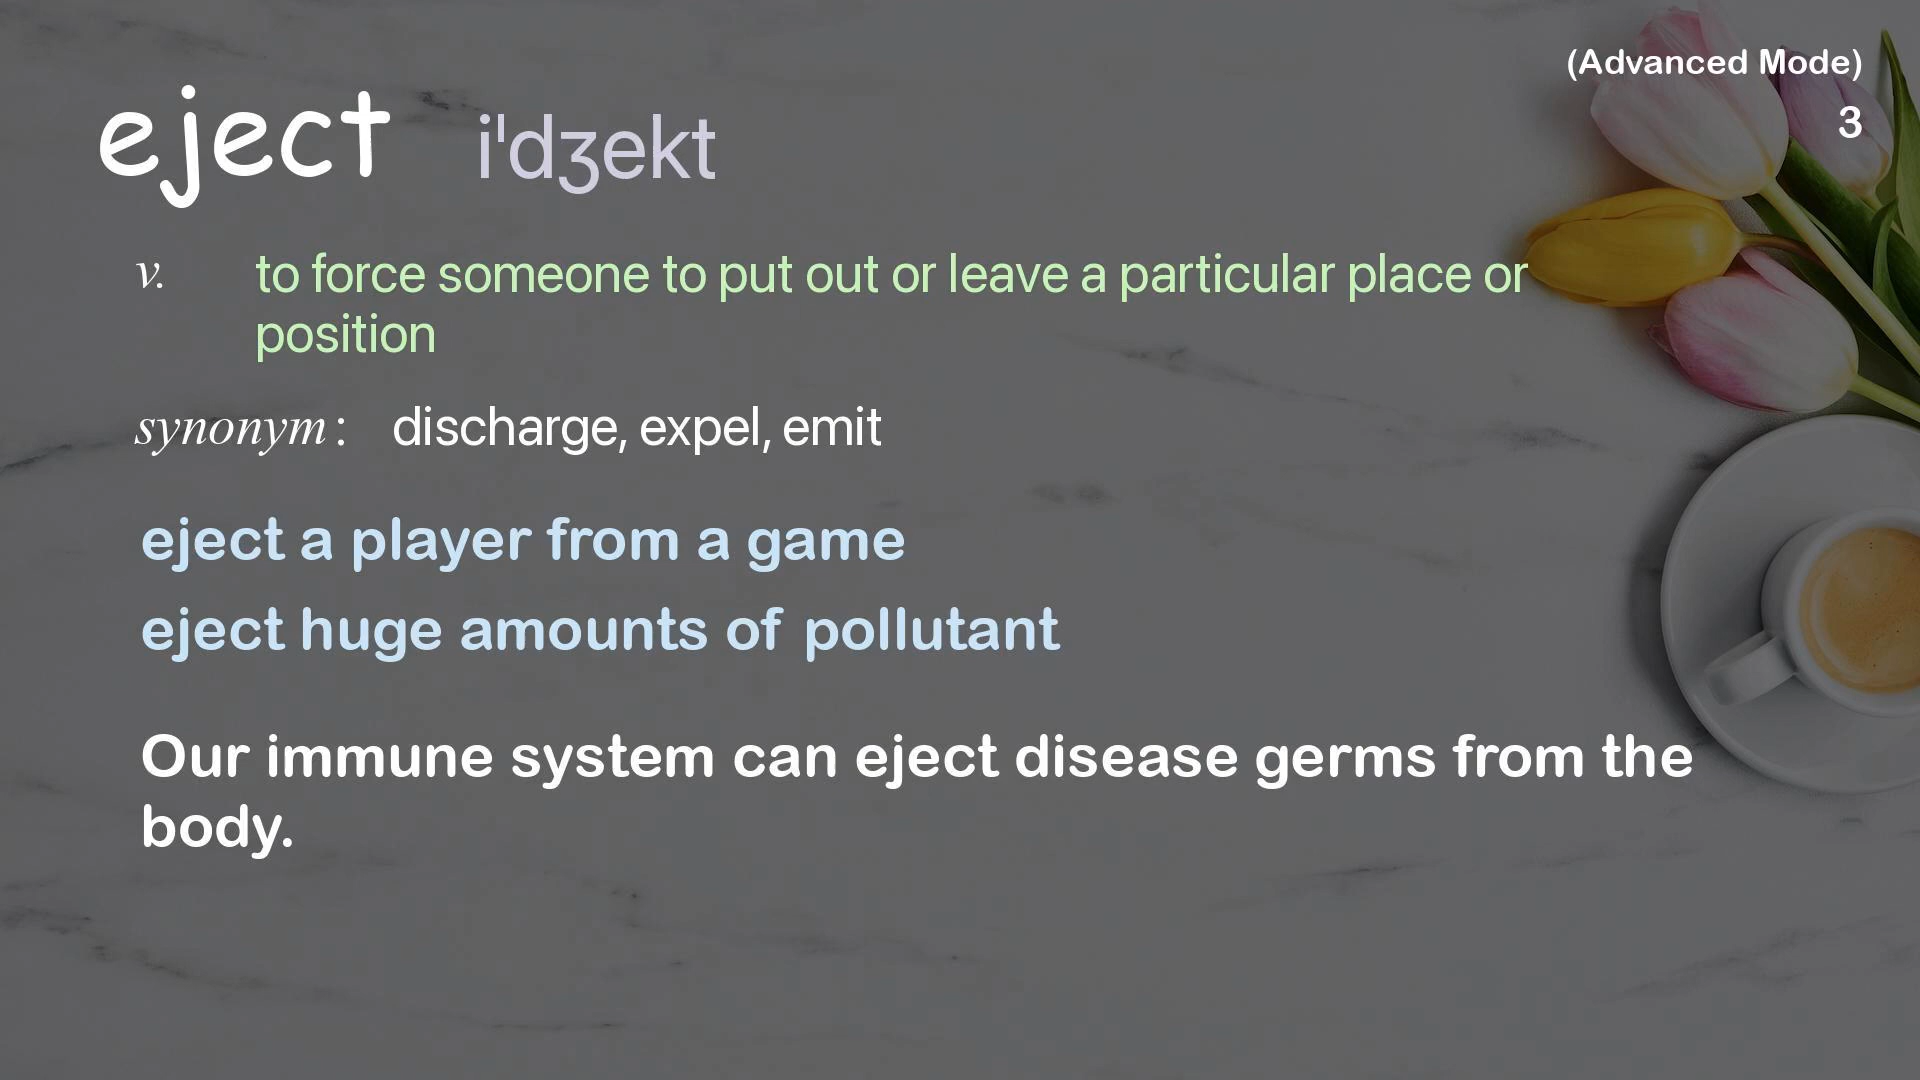 (Advanced Mode)
eject iˈdʒekt
3
v. to force someone to put out or leave a particular place or
position
synonym: discharge, expel, emit
eject a player from a game
eject huge amounts of pollutant
Our immune system can eject disease germs from the
body.